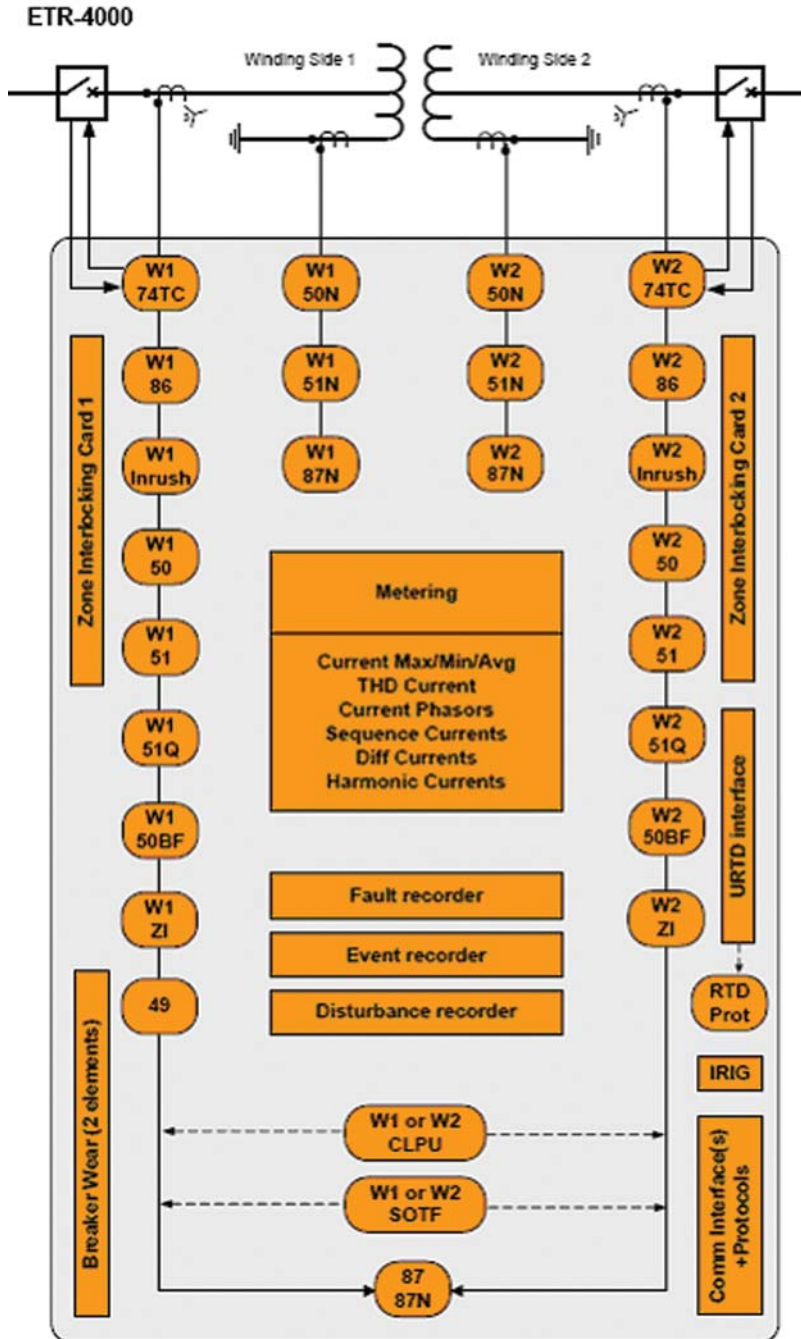 ETR-4000
Winding Side 1
Winding Side 2
W1
74TC
W1
50N
W2
50N
W2
74TC
Zone Interlocking Card 1
W1
86
W1
51N
W2
51N
W2
86
Zone Interlocking Card 2
W1
Inrush
W1
87N
W2
87N
W2
Inrush
W1
50
W2
50
Metering
W1
51
W2
51
Current Max/Min/Avg
THD Current
Current Phasors
Sequence Currents
Diff Currents
Harmonic Currents
W1
51Q
W2
51Q
URTD interface
W1
50BF
W2
50BF
Fault recorder
W1
ZI
W2
ZI
Event recorder
Breaker Wear (2 elements)
49
Disturbance recorder
RTD
Prot
IRIG
W1 or W2
CLPU
Comm Interface(s)
+Protocols
W1 or W2
SOTF
87
87N